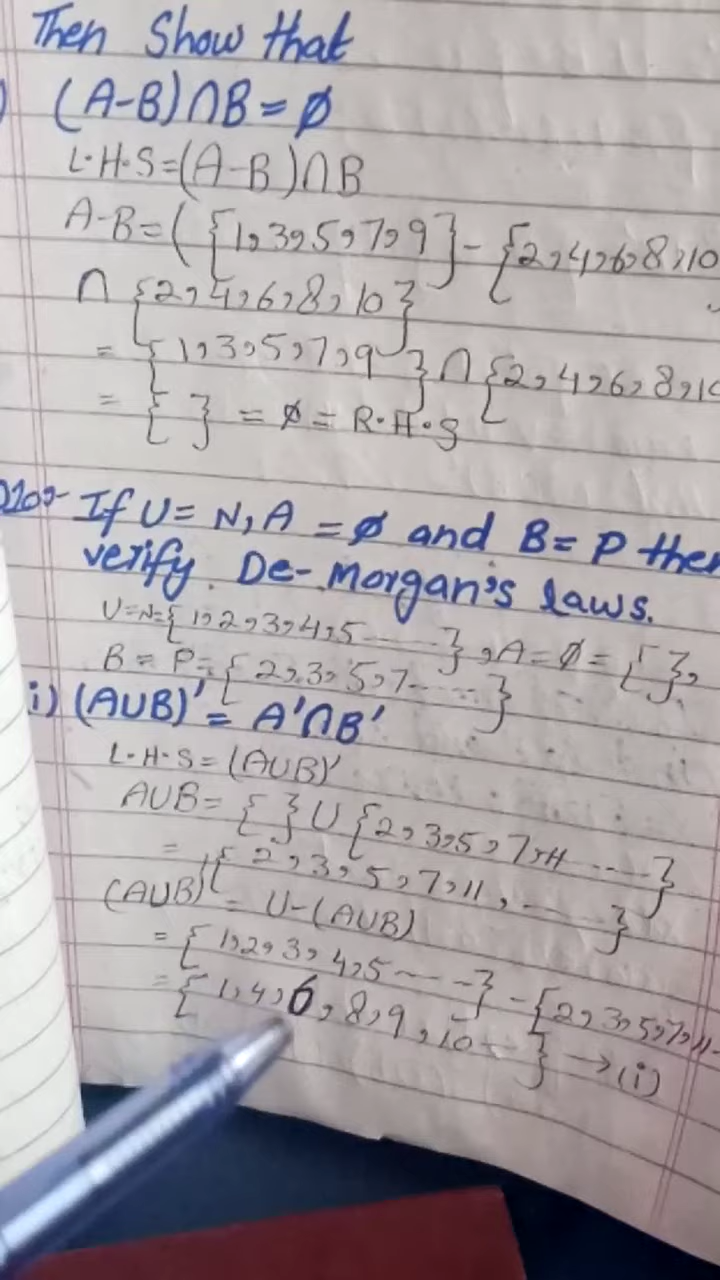 Then Show that
(A-B)∩B=∅
L.H.S=(A-B)∩B
A-B=({1,3,5,7,9}-{2,4,6,8,10
∩ {2,4,6,8,10}
={1,3,5,7,9}∩{2,4,6,8,10
={ }=∅=R.H.S
If U=N,A=∅ and B=P then
verify De-Morgan's laws.
U=N={1,2,3,4,5------},A=∅={ },
B=P={2,3,5,7-----}
i) (A∪B)'=A'∩B'
L.H.S=(A∪B)'
A∪B={ }∪{2,3,5,7,11-----}
={2,3,5,7,11,-----}
(A∪B)'=U-(A∪B)
={1,2,3,4,5-----}-{2,3,5,7,11-
={1,4,6,8,9,10---}→(i)